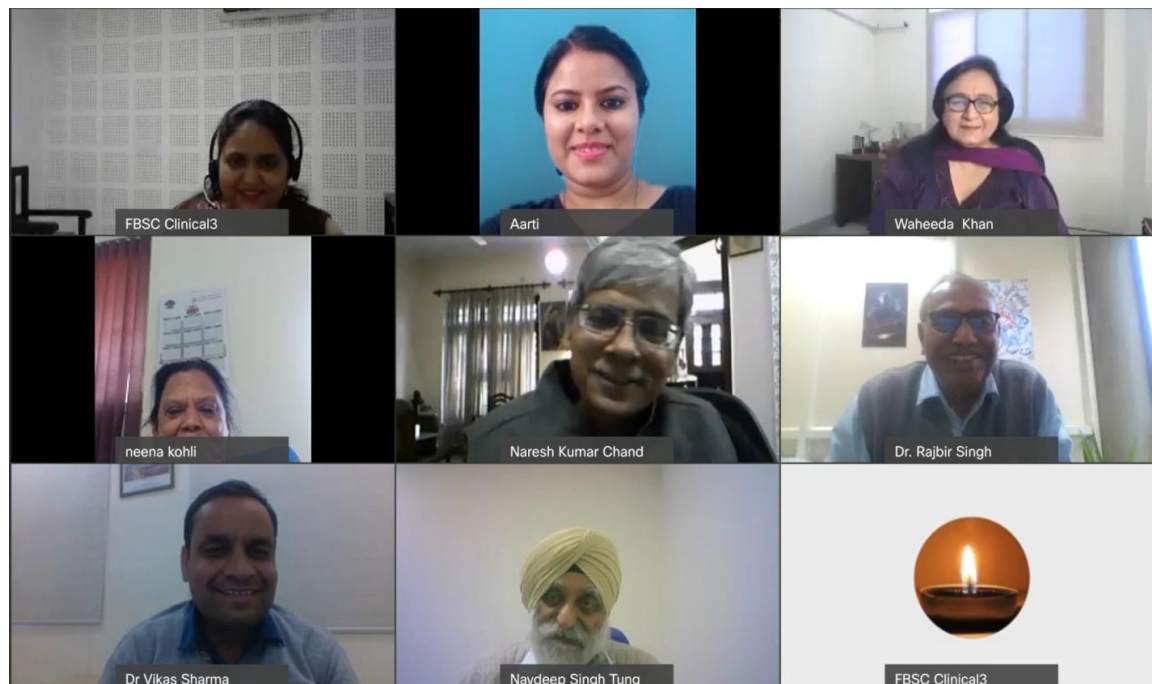 FBSC Clinical3
Aarti
Waheeda Khan
neena kohli
Naresh Kumar Chand
Dr. Rajbir Singh
Dr Vikas Sharma
Navdeep Singh Tung
FBSC Clinical3